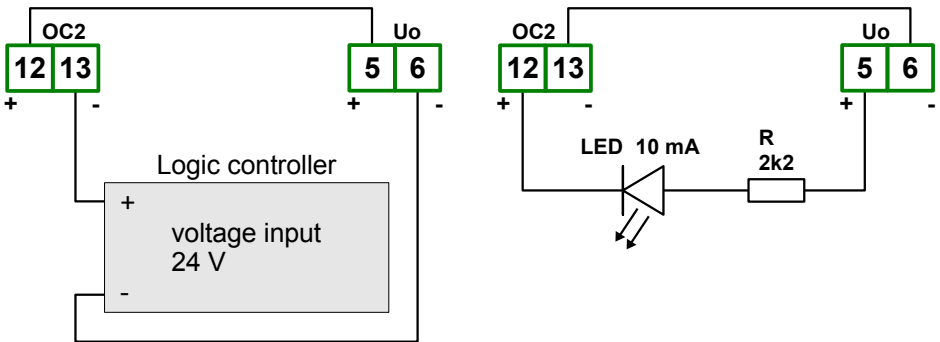 OC2
12 13
+ -
Uo
5 6
+ -
Logic controller
+
voltage input
24 V
-
OC2
12 13
+ -
Uo
5 6
+ -
LED 10 mA
R
2k2